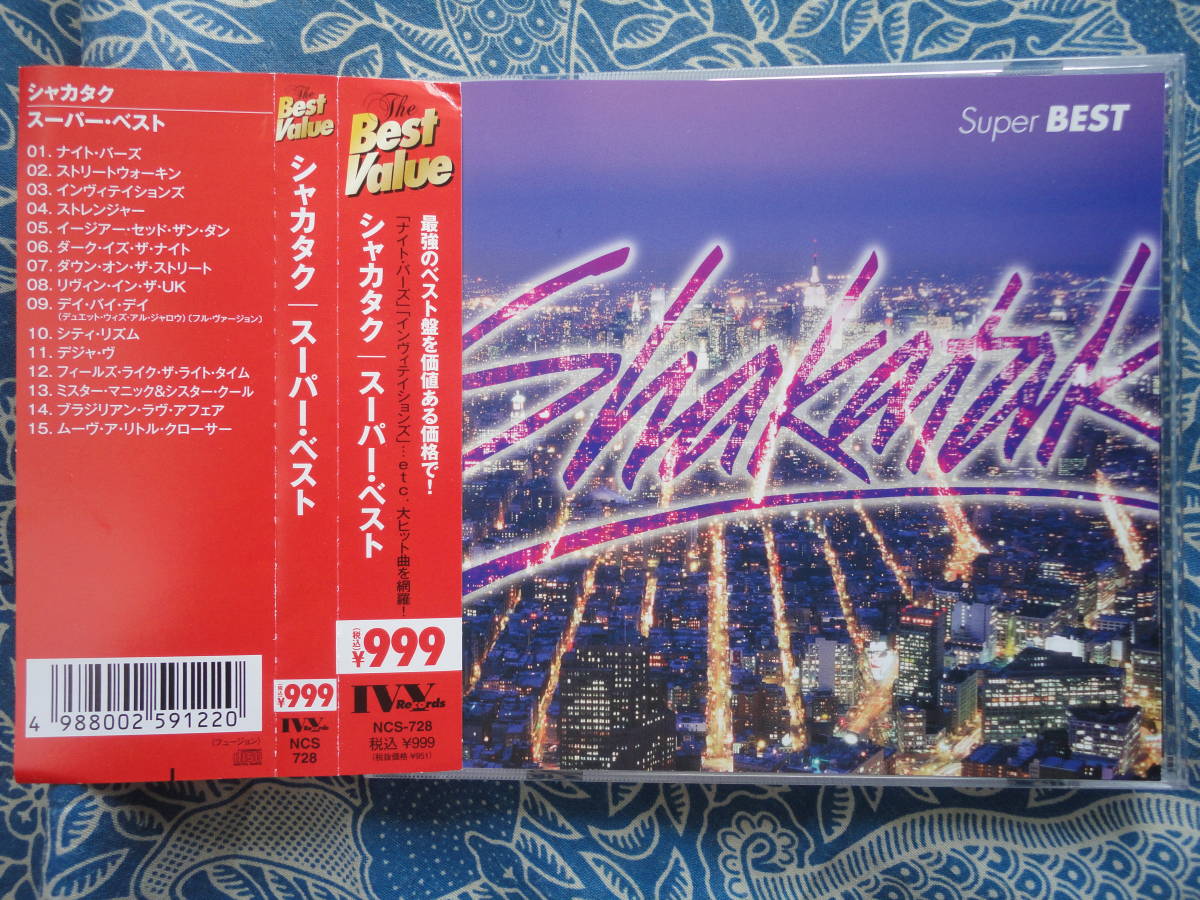 シャカタク
スーパー・ベスト
01. ナイト・バーズ
02. ストリートウォーキン
03. インヴィテイションズ
04. ストレンジャー
05. イージアー・セッド・ザン・ダン
06. ダーク・イズ・ザ・ナイト
07. ダウン・オン・ザ・ストリート
08. リヴィン・イン・ザ・UK
09. デイ・バイ・デイ
(デュエット・ウィズ・アル・ジャロウ)〔フル・ヴァージョン〕
10. シティ・リズム
11. デジャ・ヴ
12. フィールズ・ライク・ザ・ライト・タイム
13. ミスター・マニック&シスター・クール
14. ブラジリアン・ラヴ・アフェア
15. ムーヴ・ア・リトル・クローサー
4 988002 591220
〈フュージョン〉
The
Best
Value
シャカタク｜スーパー・ベスト
(税込)¥999
IVY
Records
NCS
728
The
Best
Value
最強のベスト盤を価値ある価格で!
「ナイト・バーズ」「インヴィテイションズ」…etc.大ヒット曲を網羅!
シャカタク｜スーパー・ベスト
(税込)¥999
IVY
Records
NCS-728
税込 ¥999
(税抜価格 ¥951)
Super BEST
Shakatak